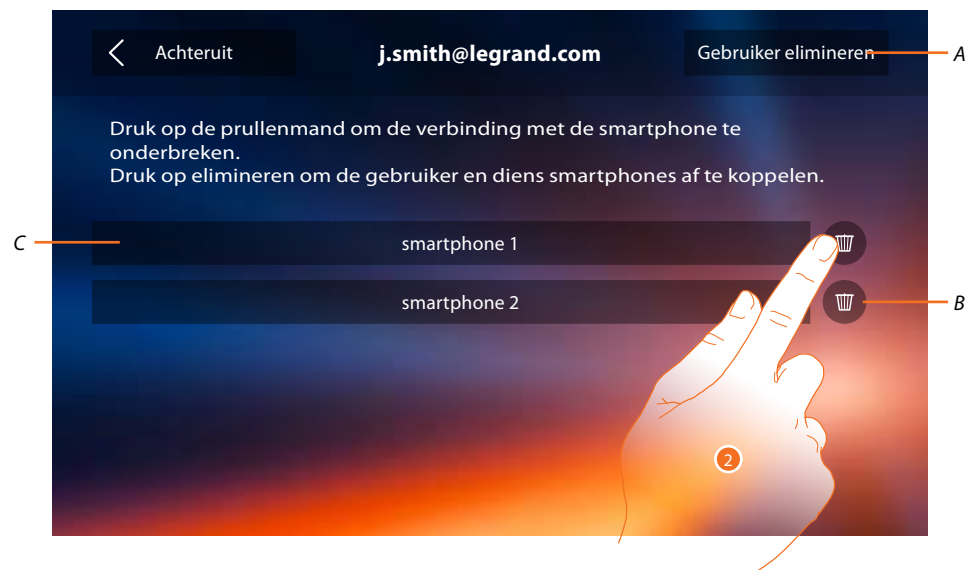 Achteruit
j.smith@legrand.com
Gebruiker elimineren
A
Druk op de prullenmand om de verbinding met de smartphone te
onderbreken.
Druk op elimineren om de gebruiker en diens smartphones af te koppelen.
C
smartphone 1
smartphone 2
B
2